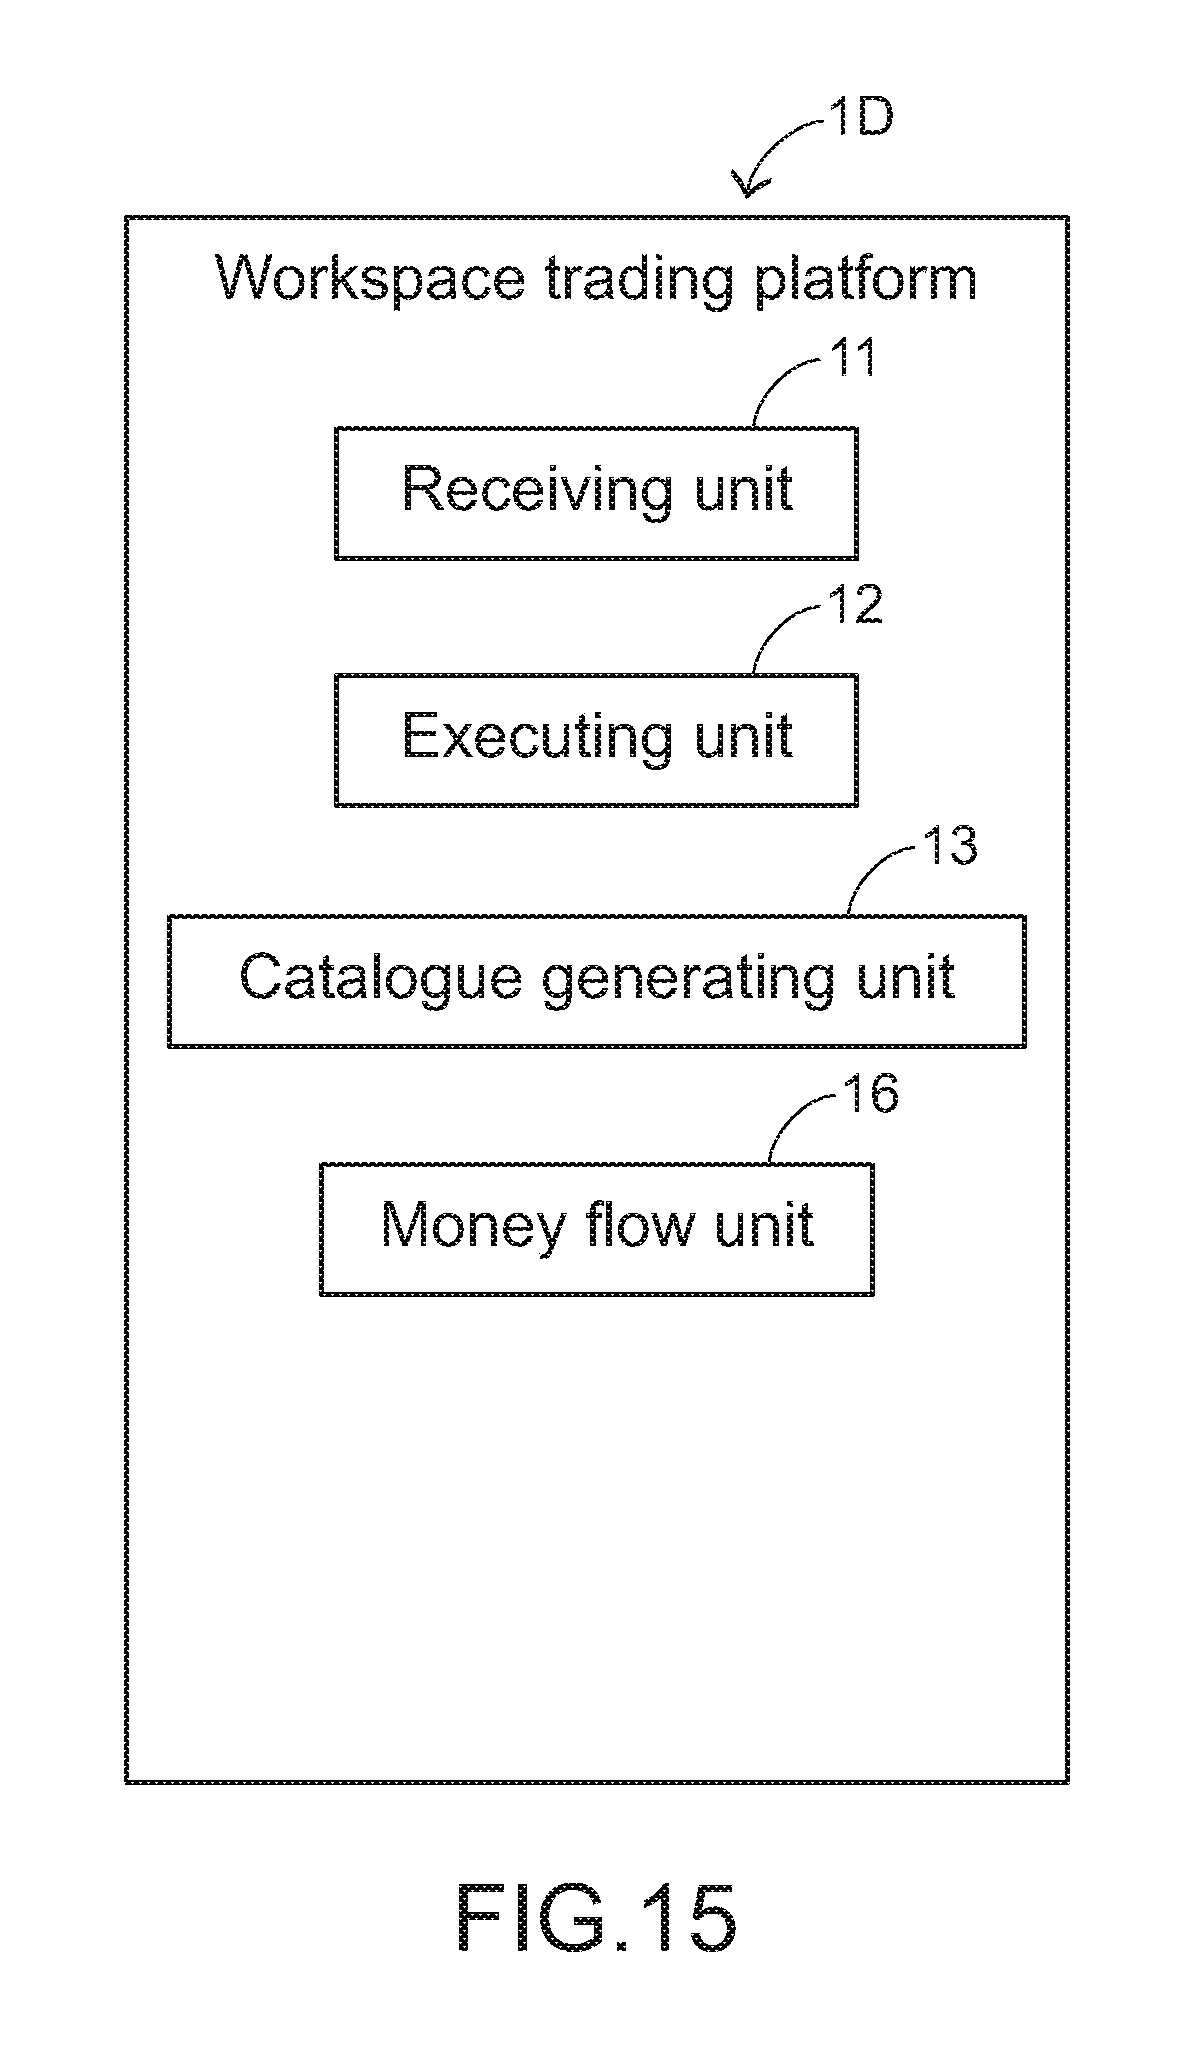 1D
Workspace trading platform
11
Receiving unit
12
Executing unit
13
Catalogue generating unit
16
Money flow unit
FIG.15